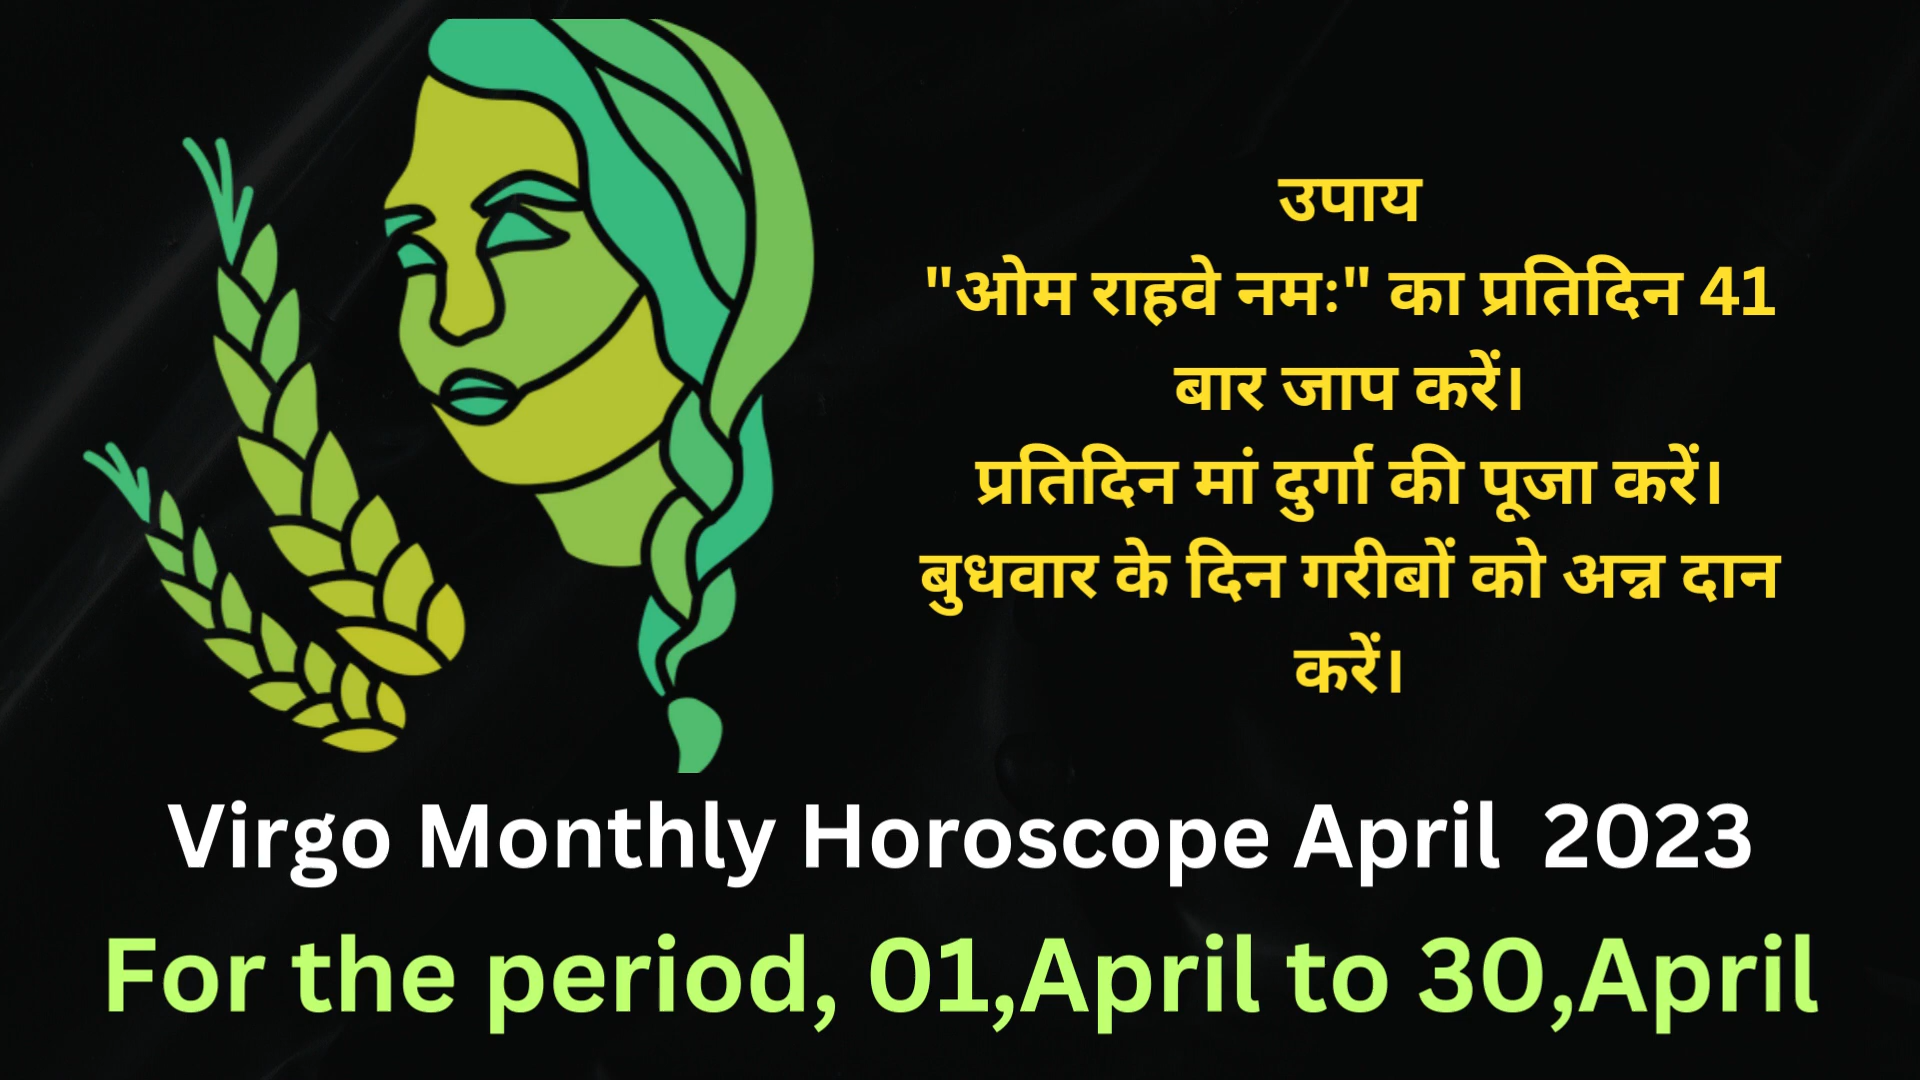 उपाय
"ओम राहवे नमः" का प्रतिदिन 41
बार जाप करें।
प्रतिदिन मां दुर्गा की पूजा करें।
बुधवार के दिन गरीबों को अन्न दान
करें।
Virgo Monthly Horoscope April 2023
For the period, 01,April to 30,April